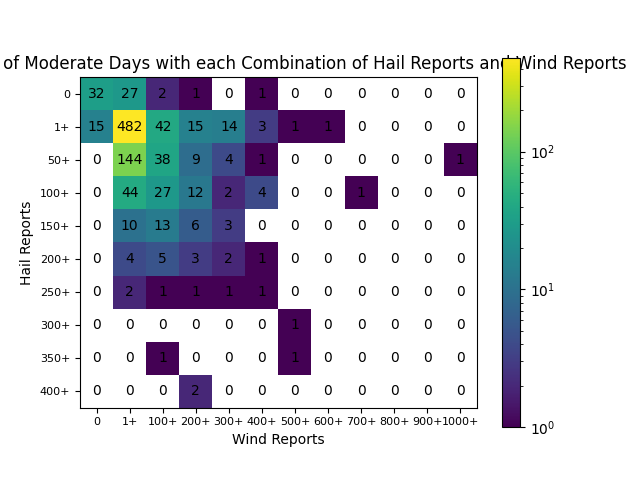 of Moderate Days with each Combination of Hail Reports and Wind Reports
0 32 27 2 1 0 1 0 0 0 0 0 0
1+ 15 482 42 15 14 3 1 1 0 0 0 0
50+ 0 144 38 9 4 1 0 0 0 0 0 1
100+ 0 44 27 12 2 4 0 0 1 0 0 0
150+ 0 10 13 6 3 0 0 0 0 0 0 0
200+ 0 4 5 3 2 1 0 0 0 0 0 0
250+ 0 2 1 1 1 1 0 0 0 0 0 0
300+ 0 0 0 0 0 0 1 0 0 0 0 0
350+ 0 0 1 0 0 0 1 0 0 0 0 0
400+ 0 0 0 2 0 0 0 0 0 0 0 0
0 1+ 100+ 200+ 300+ 400+ 500+ 600+ 700+ 800+ 900+ 1000+
Wind Reports
Hail Reports
10²
10¹
10⁰